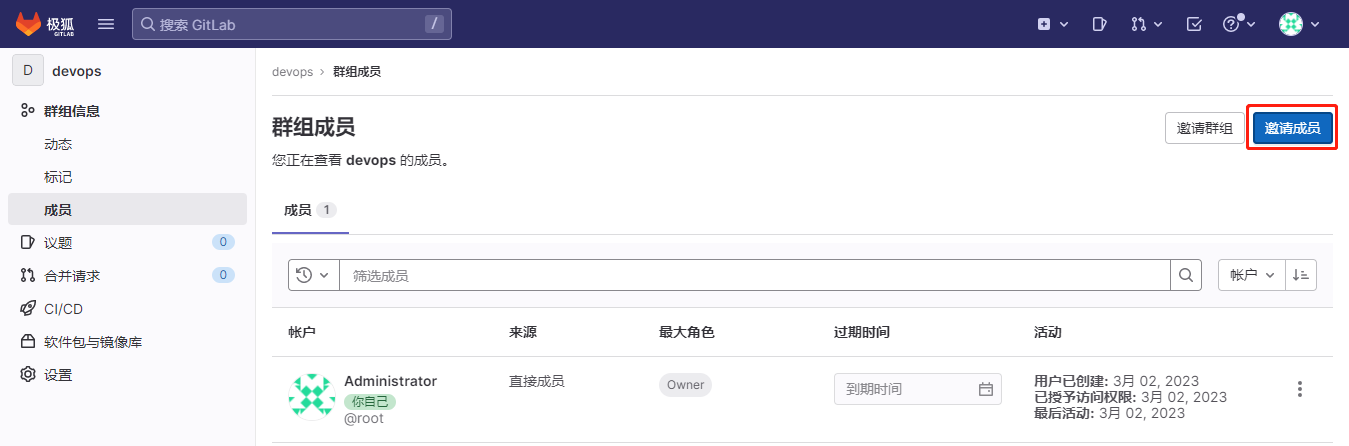 极狐 GITLAB 搜索 GitLab /
D devops
群组信息
动态
标记
成员
议题 0
合并请求 0
CI/CD
软件包与镜像库
设置
devops › 群组成员
群组成员 邀请群组 邀请成员
您正在查看 devops 的成员。
成员 1
筛选成员 帐户
帐户 来源 最大角色 过期时间 活动
Administrator 直接成员 Owner 到期时间 用户已创建: 3月 02, 2023
你自己 已授予访问权限: 3月 02, 2023
@root 最后活动: 3月 02, 2023